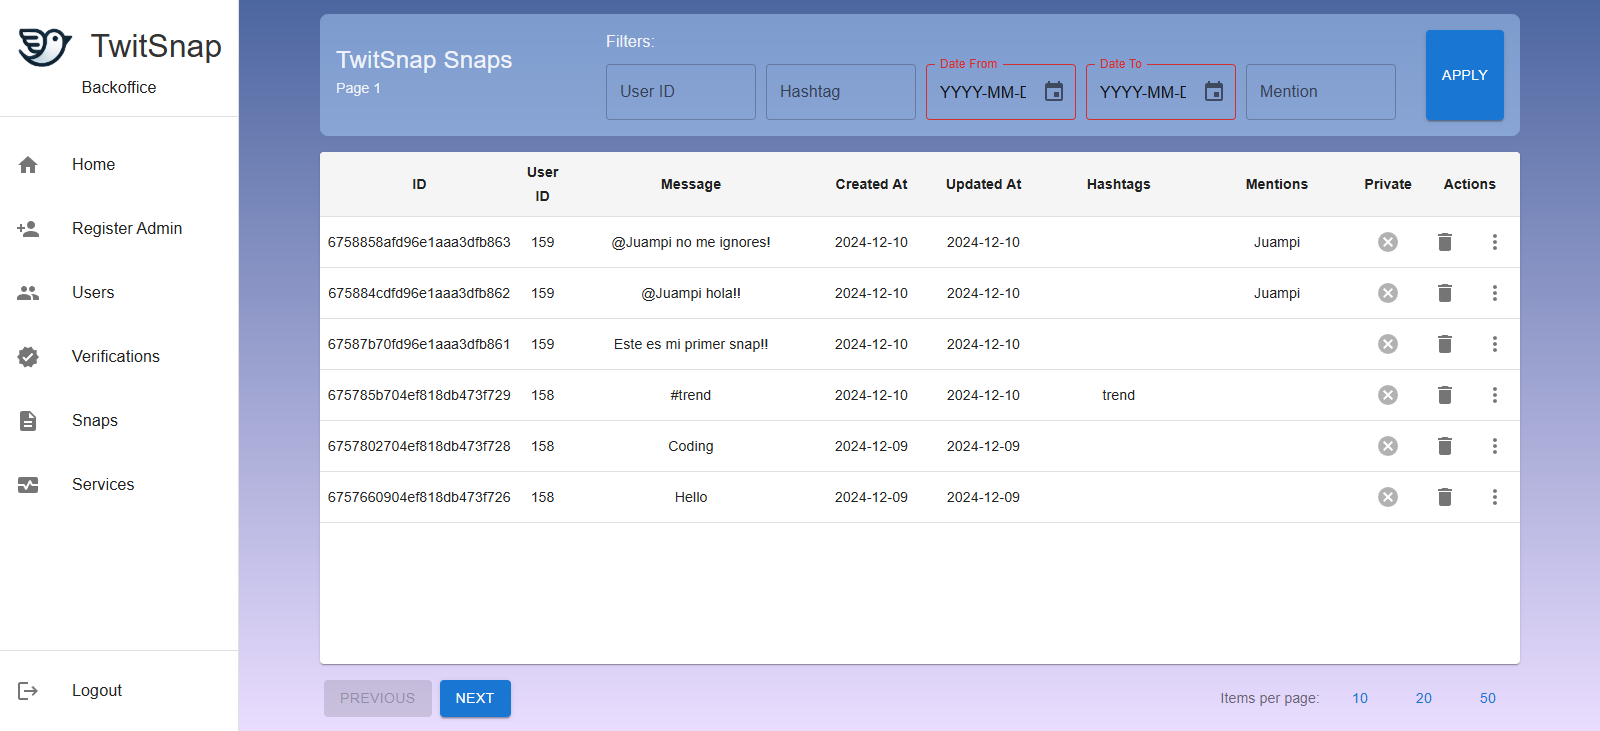 TwitSnap
Backoffice
Home
Register Admin
Users
Verifications
Snaps
Services
Logout
TwitSnap Snaps
Page 1
Filters:
User ID
Hashtag
Date From
YYYY-MM-D
Date To
YYYY-MM-D
Mention
APPLY
ID User ID Message Created At Updated At Hashtags Mentions Private Actions
6758858afd96e1aaa3dfb863 159 @Juampi no me ignores! 2024-12-10 2024-12-10 Juampi
675884cdfd96e1aaa3dfb862 159 @Juampi hola!! 2024-12-10 2024-12-10 Juampi
67587b70fd96e1aaa3dfb861 159 Este es mi primer snap!! 2024-12-10 2024-12-10
675785b704ef818db473f729 158 #trend 2024-12-10 2024-12-10 trend
6757802704ef818db473f728 158 Coding 2024-12-09 2024-12-09
6757660904ef818db473f726 158 Hello 2024-12-09 2024-12-09
PREVIOUS NEXT Items per page: 10 20 50